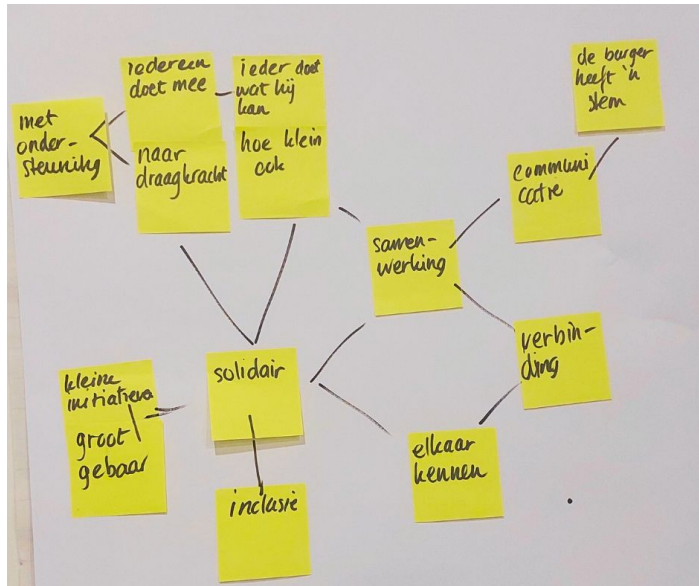 met
onder-
steuning
iedereen
doet mee
naar
draagkracht
ieder doet
wat hij
kan
hoe klein
ook
de burger
heeft 'n
stem
communi
catie
samen-
werking
verbin-
ding
elkaar
kennen
solidair
kleine
initiatieven
groot
gebaar
inclusie